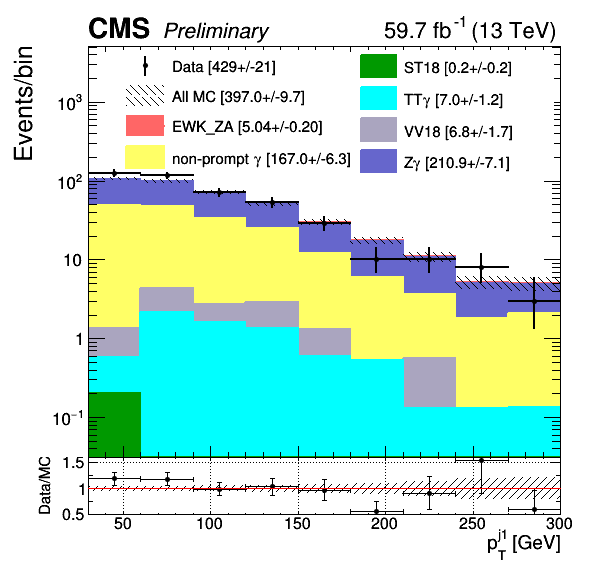 CMS Preliminary 59.7 fb⁻¹ (13 TeV)
Events/bin
Data [429+/-21]
All MC [397.0+/-9.7]
EWK_ZA [5.04+/-0.20]
non-prompt γ [167.0+/-6.3]
ST18 [0.2+/-0.2]
TTγ [7.0+/-1.2]
VV18 [6.8+/-1.7]
Zγ [210.9+/-7.1]
10³
10²
10
1
10⁻¹
Data/MC
1.5
1
0.5
50 100 150 200 250 300
p_T^j1 [GeV]